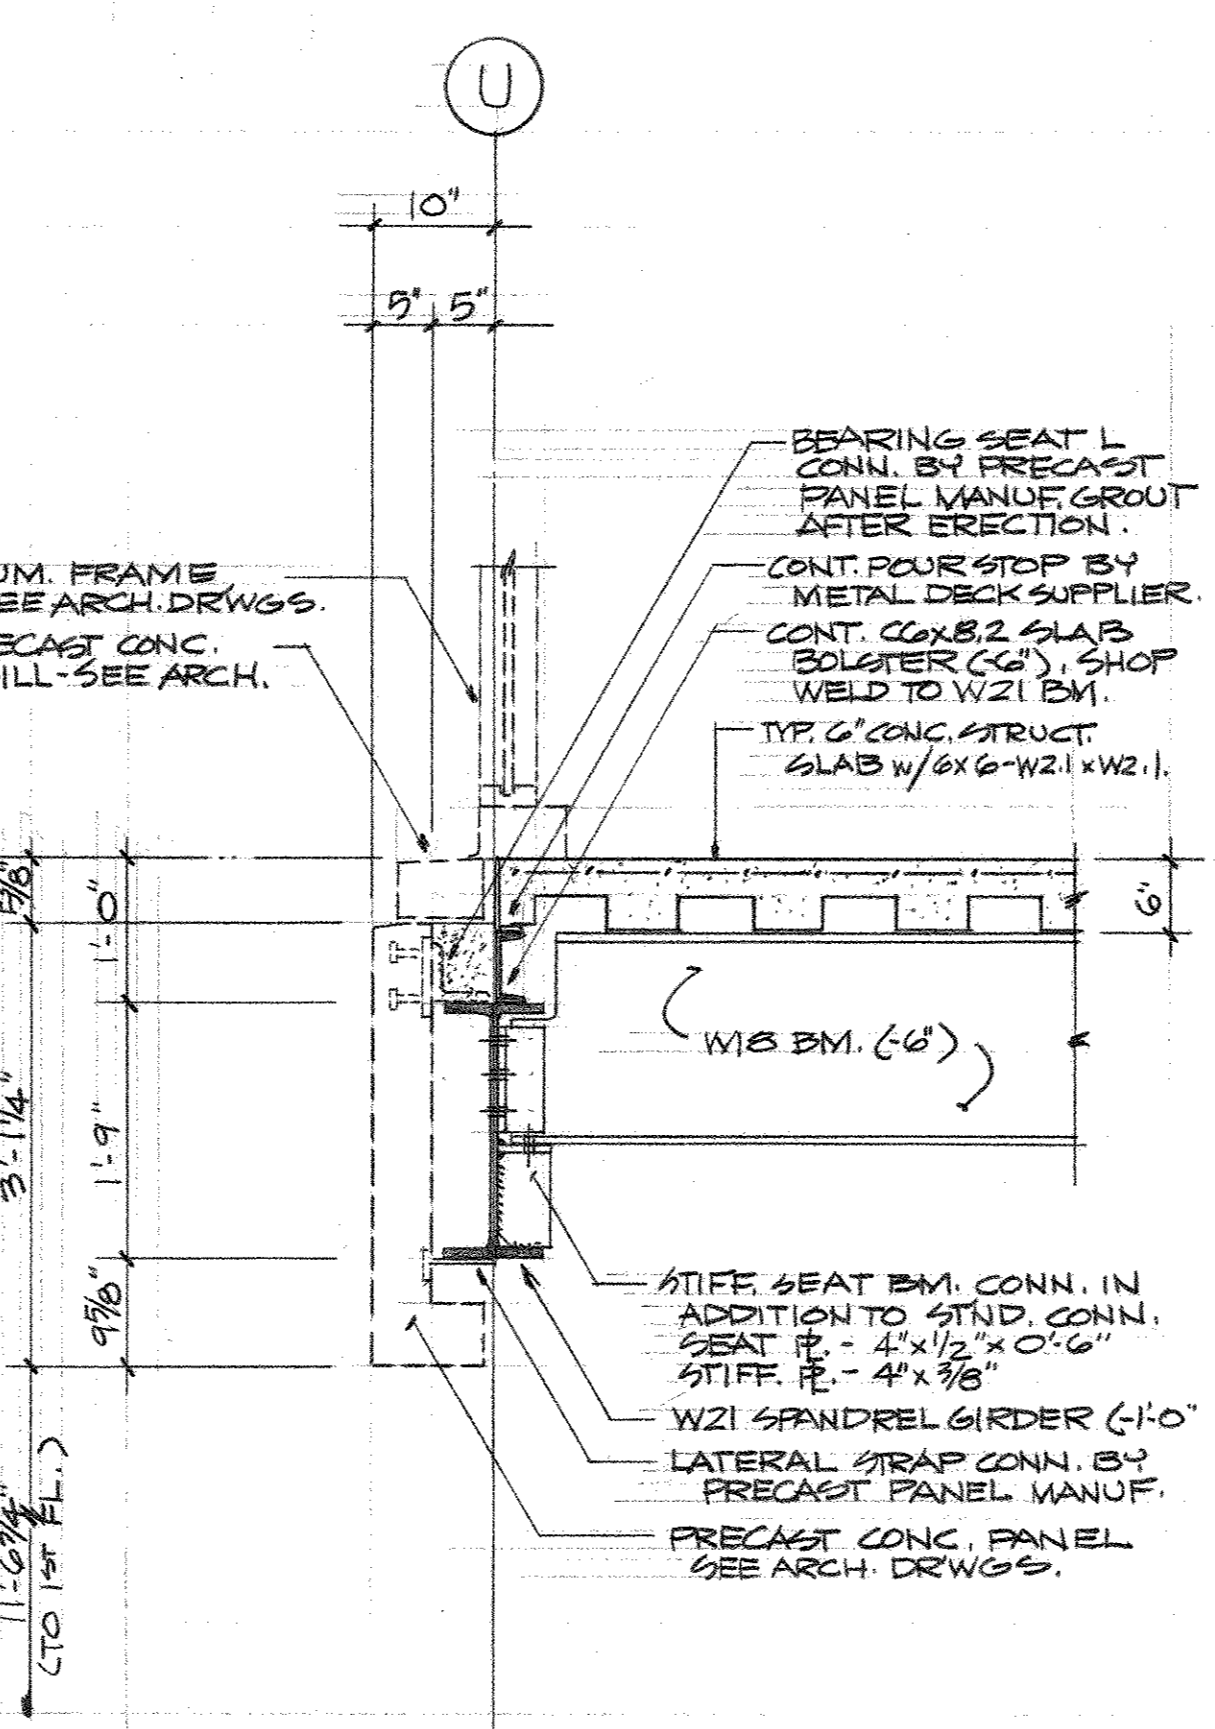 U
10"
5" 5"
BEARING SEAT L
CONN. BY PRECAST
PANEL MANUF. GROUT
AFTER ERECTION.
CONT. POUR STOP BY
METAL DECK SUPPLIER.
CONT. C6x8.2 SLAB
BOLSTER (-6"), SHOP
WELD TO W21 BM.
TYP. 6" CONC. STRUCT.
SLAB w/6x6-W2.1xW2.1.
UM. FRAME
EE ARCH. DR'WGS.
ECAST CONC.
ILL-SEE ARCH.
1'-0"
6"
W18 BM. (-6")
3'-1 1/4"
1'-9"
9 5/8"
STIFF. SEAT BM. CONN. IN
ADDITION TO STND. CONN.
SEAT PL. - 4"x1/2"x0'-6"
STIFF. PL. - 4"x3/8"
W21 SPANDREL GIRDER (-1'-0"
LATERAL STRAP CONN. BY
PRECAST PANEL MANUF.
PRECAST CONC. PANEL
SEE ARCH. DR'WGS.
(TO 1ST FL.)